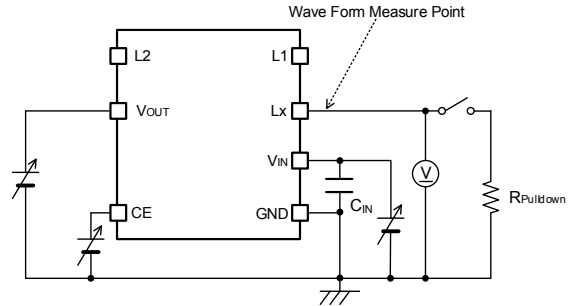 Wave Form Measure Point
L2
L1
VOUT
Lx
VIN
CIN
V
RPulldown
CE
GND